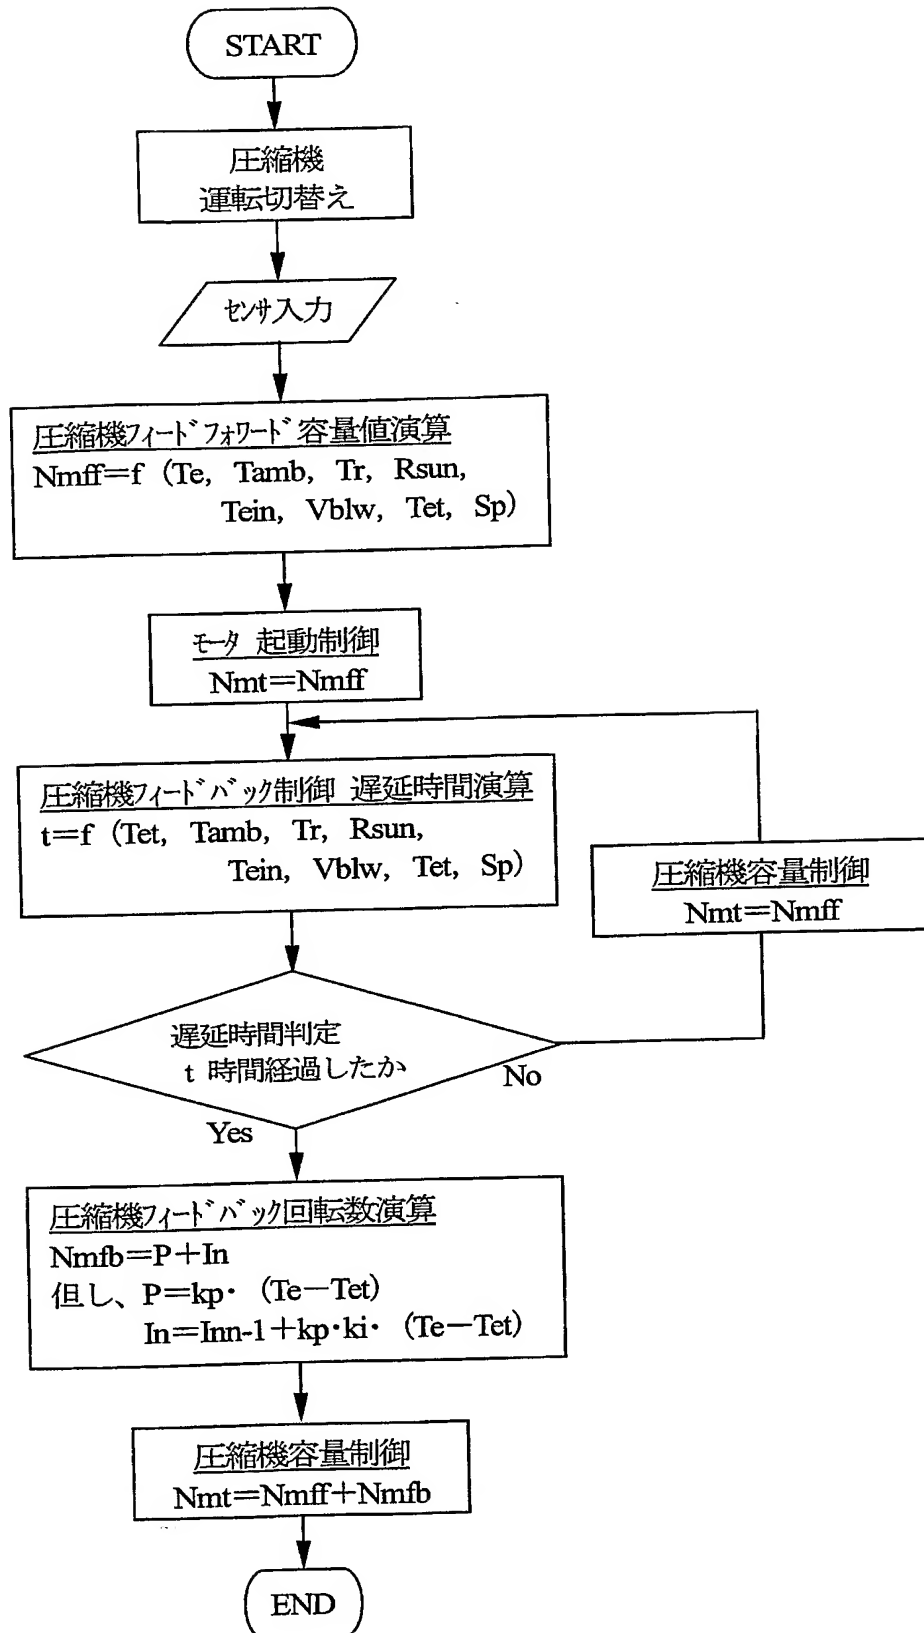 START
圧縮機
運転切替え
ｾﾝｻ入力
圧縮機ﾌｨｰﾄﾞﾌｫﾜｰﾄﾞ容量値演算
Nmff＝f（Te, Tamb, Tr, Rsun,
Tein, Vblw, Tet, Sp）
ﾓｰﾀ 起動制御
Nmt＝Nmff
圧縮機ﾌｨｰﾄﾞﾊﾞｯｸ制御 遅延時間演算
t＝f（Tet, Tamb, Tr, Rsun,
Tein, Vblw, Tet, Sp）
圧縮機容量制御
Nmt＝Nmff
遅延時間判定
t 時間経過したか
No
Yes
圧縮機ﾌｨｰﾄﾞﾊﾞｯｸ回転数演算
Nmfb＝P＋In
但し、P＝kp・（Te－Tet）
In＝Inn-1＋kp・ki・（Te－Tet）
圧縮機容量制御
Nmt＝Nmff＋Nmfb
END